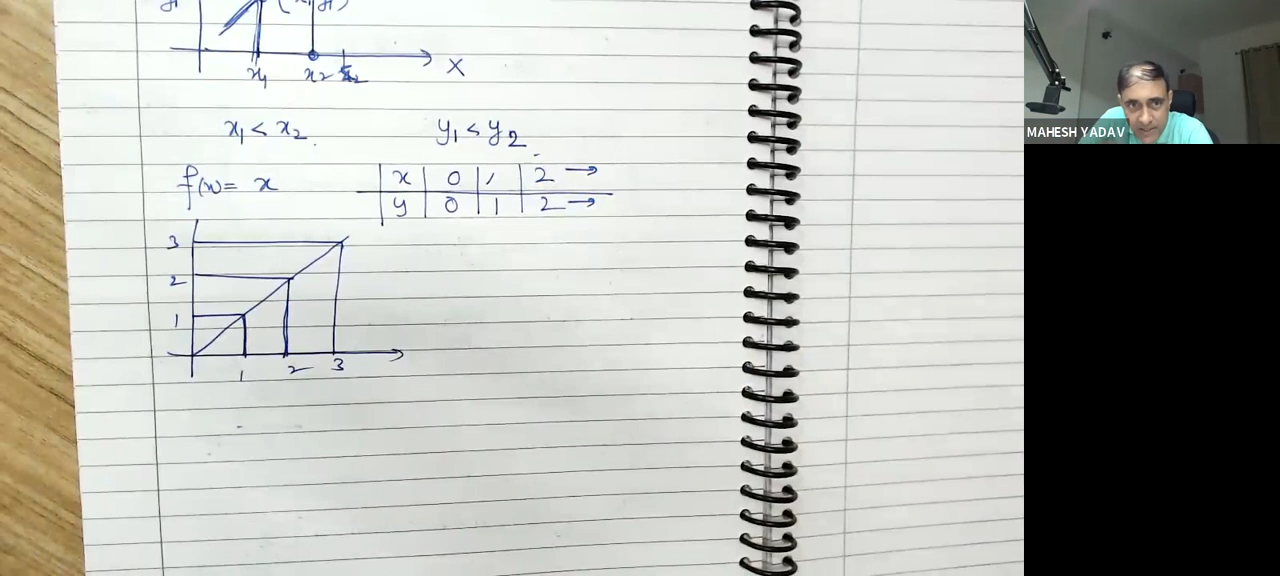 x₁ x₂ X
x₁ < x₂ y₁ < y₂
f(x) = x
x 0 1 2 →
y 0 1 2 →
3
2
1
1 2 3
MAHESH YADAV